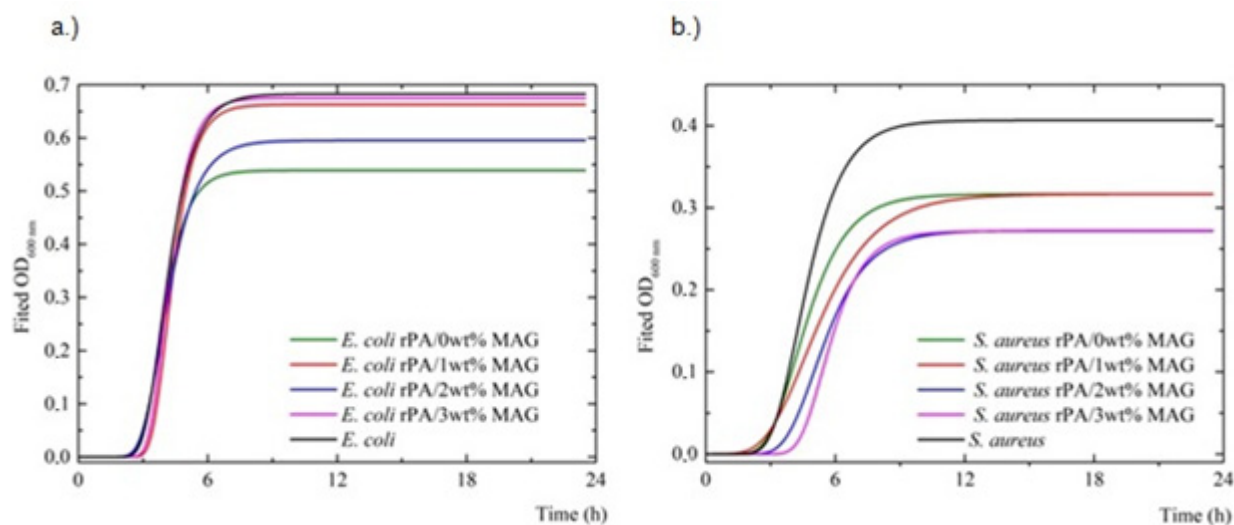 a.)
0.7
0.6
0.5
0.4
0.3
0.2
0.1
0.0
Fited OD600 nm
E. coli rPA/0wt% MAG
E. coli rPA/1wt% MAG
E. coli rPA/2wt% MAG
E. coli rPA/3wt% MAG
E. coli
0 6 12 18 24
Time (h)
b.)
0.4
0.3
0.2
0.1
0.0
Fited OD600 nm
S. aureus rPA/0wt% MAG
S. aureus rPA/1wt% MAG
S. aureus rPA/2wt% MAG
S. aureus rPA/3wt% MAG
S. aureus
0 6 12 18 24
Time (h)